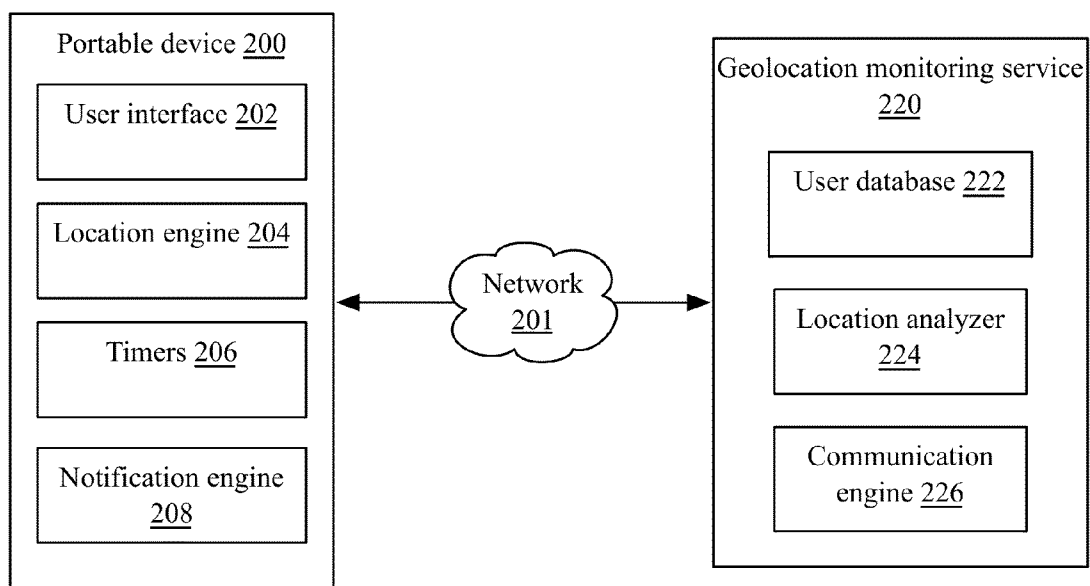 Portable device 200
User interface 202
Location engine 204
Timers 206
Notification engine
208
Network
201
Geolocation monitoring service
220
User database 222
Location analyzer
224
Communication
engine 226